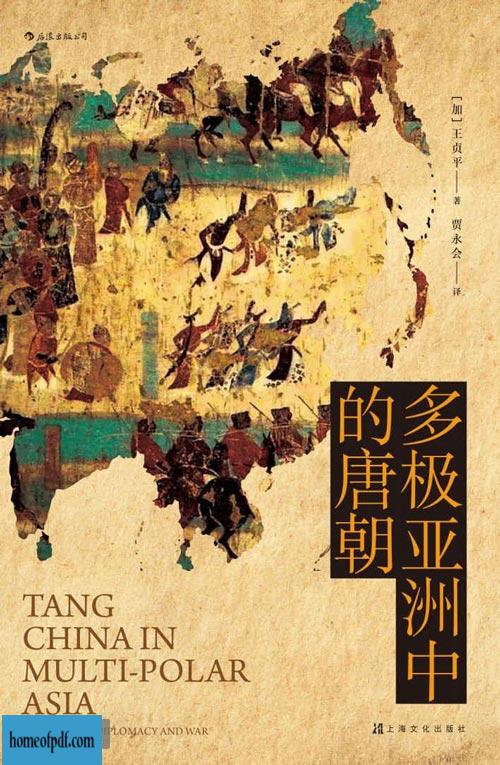 后浪出版公司
[加]王贞平——著
贾永会——译
多极亚洲中
的唐朝
TANG
CHINA IN
MULTI-POLAR
ASIA
DIPLOMACY AND WAR
上海文化出版社
homeofpdf.com